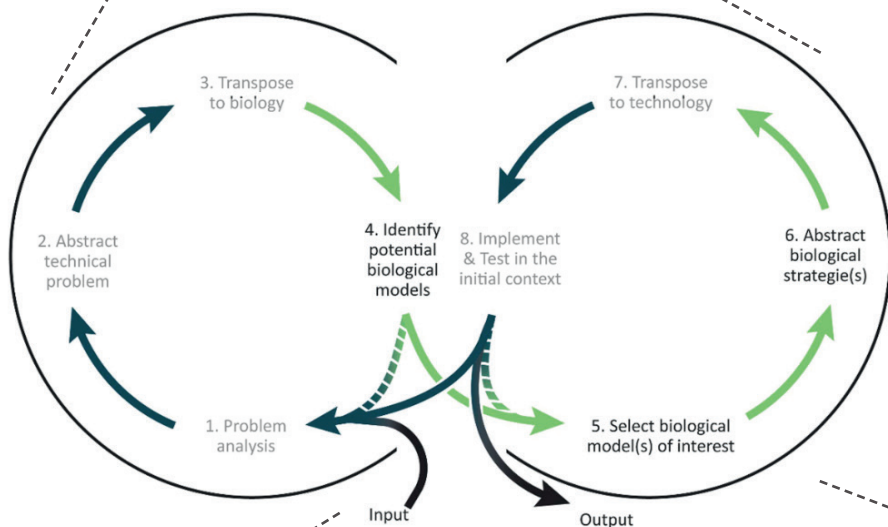 3. Transpose
to biology
7. Transpose
to technology
2. Abstract
technical
problem
4. Identify
potential
biological
models
8. Implement
& Test in the
initial context
6. Abstract
biological
strategie(s)
1. Problem
analysis
5. Select biological
model(s) of interest
Input
Output